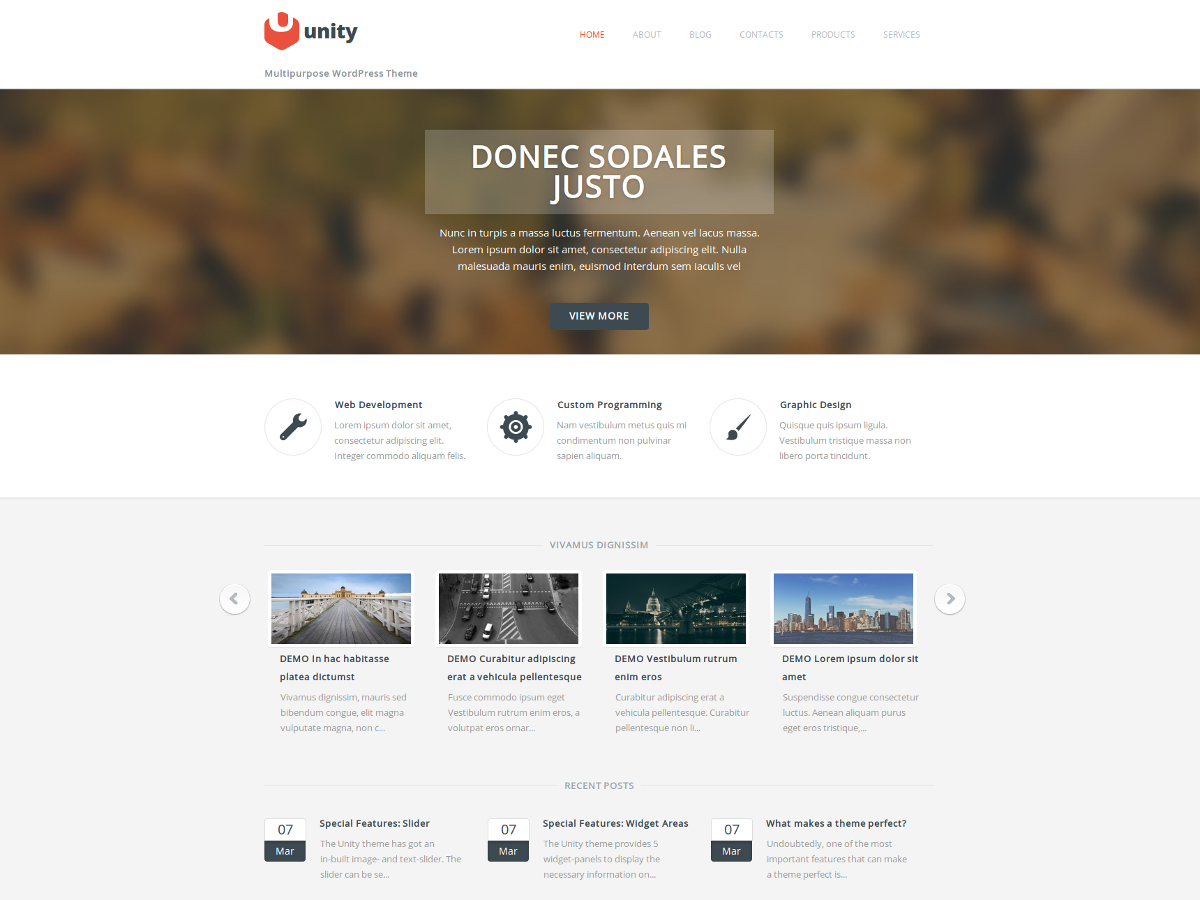 unity
HOME ABOUT BLOG CONTACTS PRODUCTS SERVICES
Multipurpose WordPress Theme
DONEC SODALES
JUSTO
Nunc in turpis a massa luctus fermentum. Aenean vel lacus massa.
Lorem ipsum dolor sit amet, consectetur adipiscing elit. Nulla
malesuada mauris enim, euismod interdum sem iaculis vel
VIEW MORE
Web Development
Lorem ipsum dolor sit amet,
consectetur adipiscing elit.
Integer commodo aliquam felis.
Custom Programming
Nam vestibulum metus quis mi
condimentum non pulvinar
sapien aliquam.
Graphic Design
Quisque quis ipsum ligula.
Vestibulum tristique massa non
libero porta tincidunt.
VIVAMUS DIGNISSIM
DEMO In hac habitasse
platea dictumst
Vivamus dignissim, mauris sed
bibendum congue, elit magna
vulputate magna, non c...
DEMO Curabitur adipiscing
erat a vehicula pellentesque
Fusce commodo ipsum eget
Vestibulum rutrum enim eros, a
volutpat eros ornar...
DEMO Vestibulum rutrum
enim eros
Curabitur adipiscing erat a
vehicula pellentesque. Curabitur
pellentesque non li...
DEMO Lorem ipsum dolor sit
amet
Suspendisse congue consectetur
luctus. Aenean aliquam purus
eget eros tristique,...
RECENT POSTS
07
Mar
Special Features: Slider
The Unity theme has got an
in-built image- and text-slider. The
slider can be se...
07
Mar
Special Features: Widget Areas
The Unity theme provides 5
widget-panels to display the
necessary information on...
07
Mar
What makes a theme perfect?
Undoubtedly, one of the most
important features that can make
a theme perfect is...